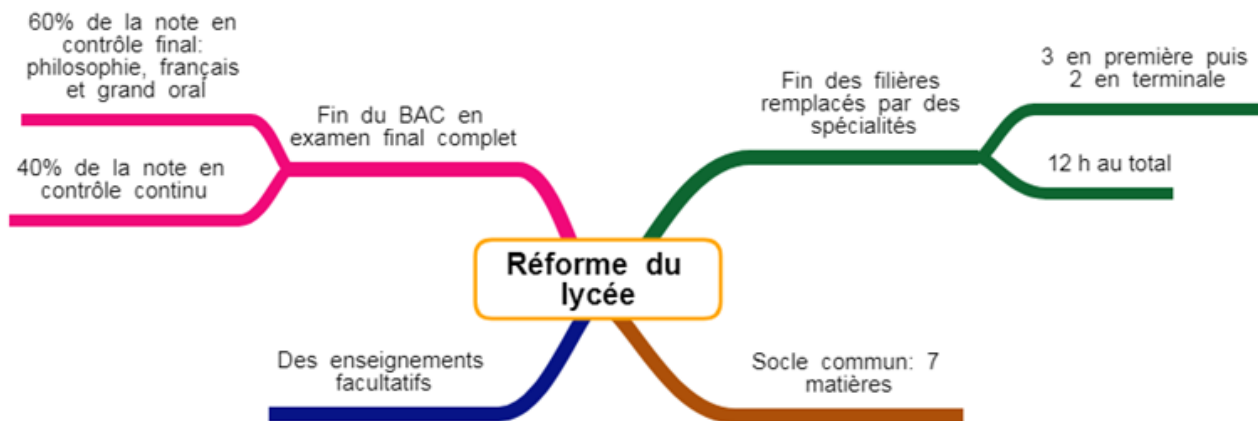 60% de la note en
contrôle final:
philosophie, français
et grand oral
40% de la note en
contrôle continu
Fin du BAC en
examen final complet
Fin des filières
remplacés par des
spécialités
3 en première puis
2 en terminale
12 h au total
Réforme du
lycée
Des enseignements
facultatifs
Socle commun: 7
matières